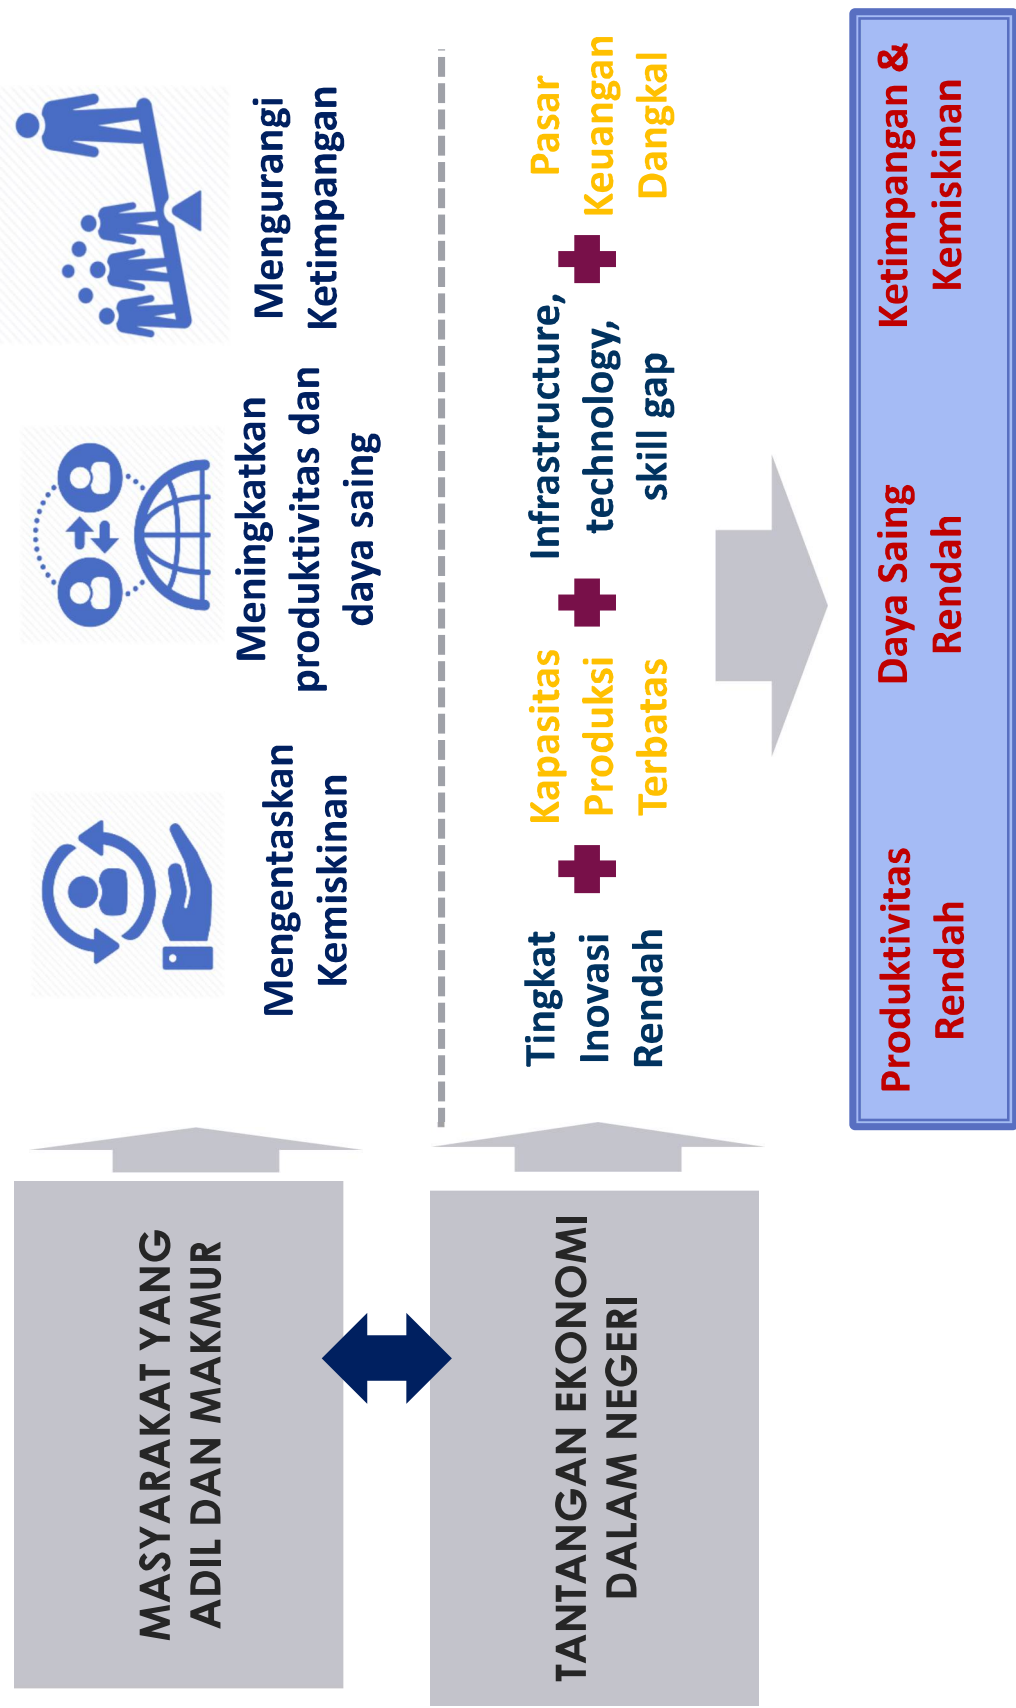 MASYARAKAT YANG
ADIL DAN MAKMUR
Mengentaskan
Kemiskinan
Meningkatkan
produktivitas dan
daya saing
Mengurangi
Ketimpangan
TANTANGAN EKONOMI
DALAM NEGERI
Tingkat
Inovasi
Rendah
Kapasitas
Produksi
Terbatas
Infrastructure,
technology,
skill gap
Pasar
Keuangan
Dangkal
Produktivitas
Rendah
Daya Saing
Rendah
Ketimpangan &
Kemiskinan